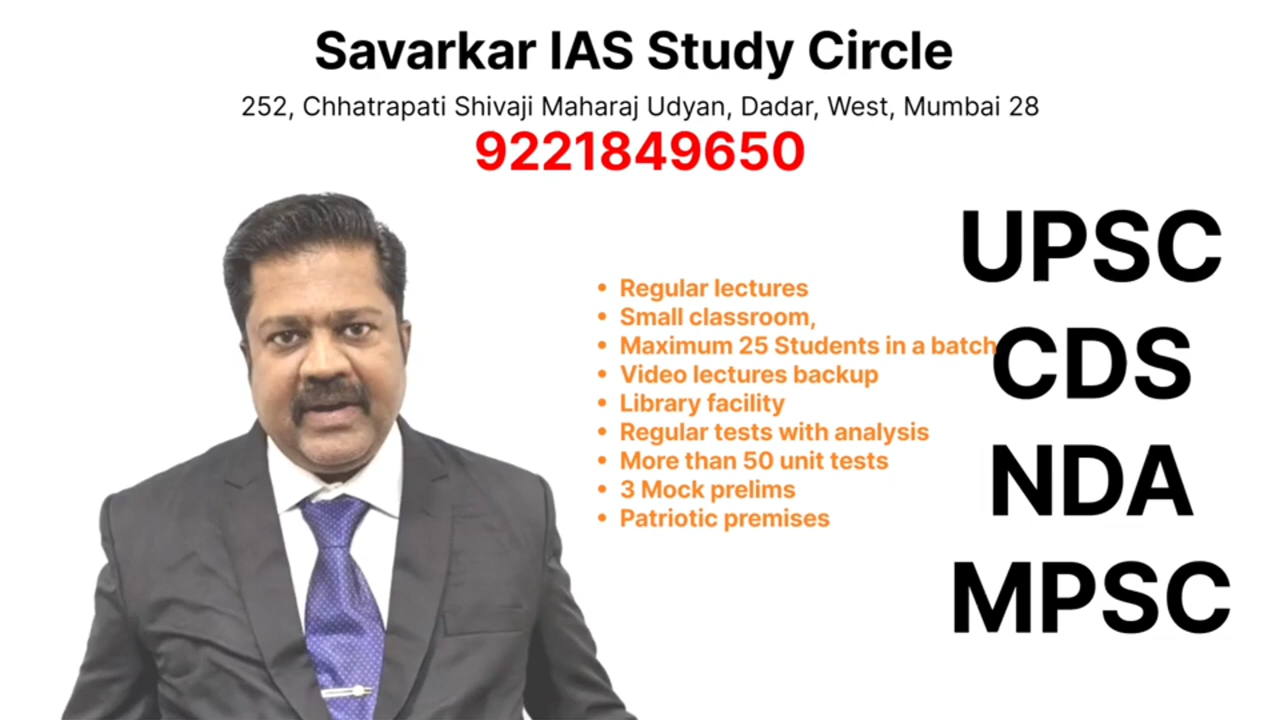 Savarkar IAS Study Circle
252, Chhatrapati Shivaji Maharaj Udyan, Dadar, West, Mumbai 28
9221849650
• Regular lectures
• Small classroom,
• Maximum 25 Students in a batch
• Video lectures backup
• Library facility
• Regular tests with analysis
• More than 50 unit tests
• 3 Mock prelims
• Patriotic premises
UPSC
CDS
NDA
MPSC